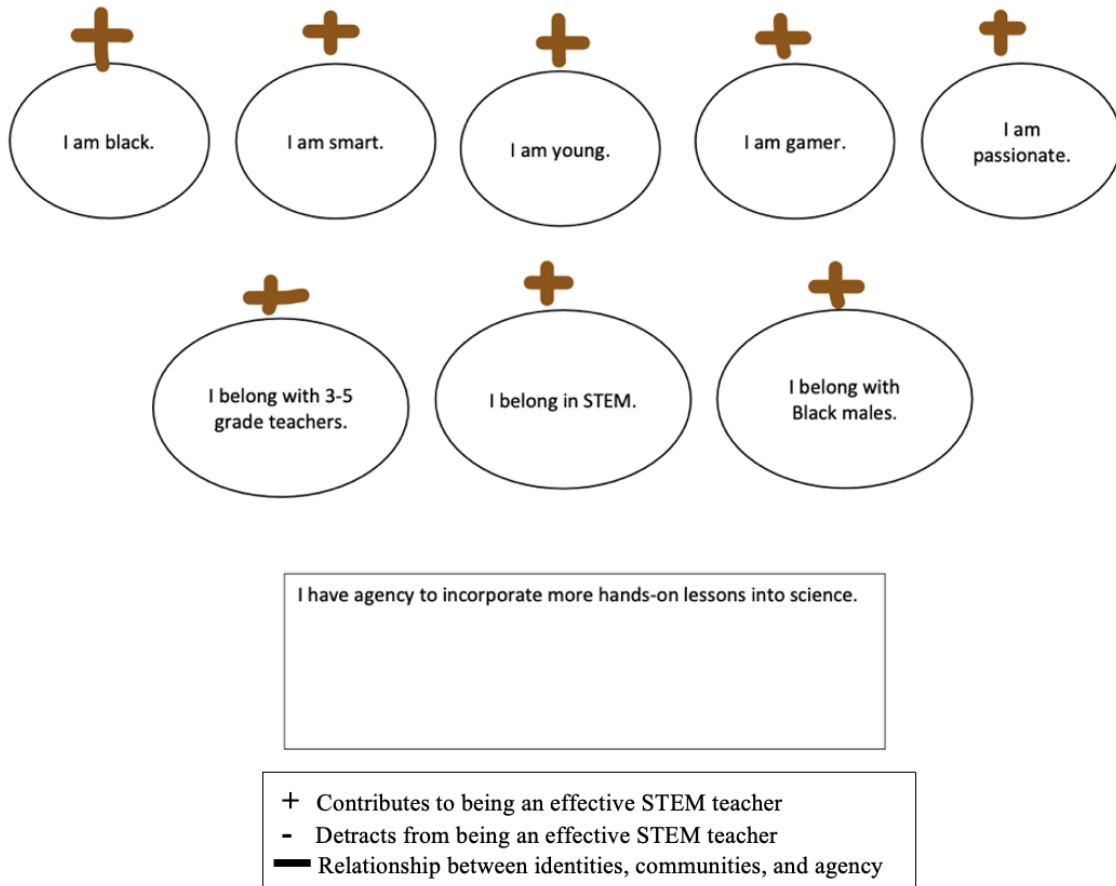 I am black.
I am smart.
I am young.
I am gamer.
I am
passionate.
I belong with 3-5
grade teachers.
I belong in STEM.
I belong with
Black males.
I have agency to incorporate more hands-on lessons into science.
+ Contributes to being an effective STEM teacher
- Detracts from being an effective STEM teacher
Relationship between identities, communities, and agency